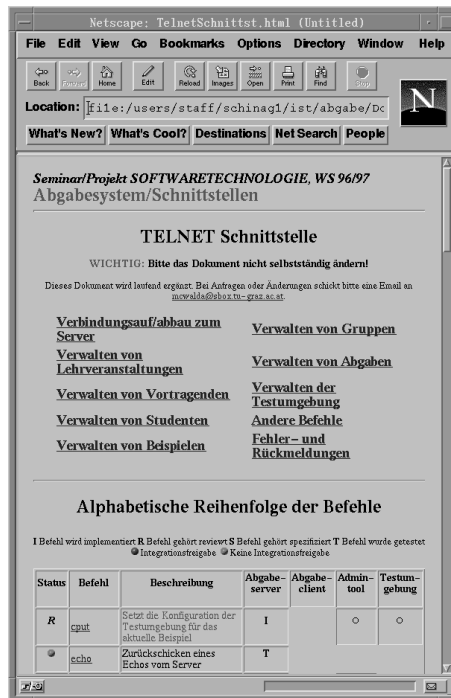 Netscape: TelnetSchnittst.html (Untitled)
File Edit View Go Bookmarks Options Directory Window Help
Back Forward Home Edit Reload Images Open Print Find Stop
Location: file:/users/staff/schinag1/ist/abgabe/Do
N
What's New? What's Cool? Destinations Net Search People
Seminar/Projekt SOFTWARETECHNOLOGIE, WS 96/97
Abgabesystem/Schnittstellen
TELNET Schnittstelle
WICHTIG: Bitte das Dokument nicht selbstständig ändern!
Dieses Dokument wird laufend ergänzt. Bei Anfragen oder Änderungen schickt bitte eine Email an
mcwalda@sbox.tu-graz.ac.at.
Verbindungsauf/abbau zum
Server
Verwalten von Gruppen
Verwalten von
Lehrveranstaltungen
Verwalten von Abgaben
Verwalten von Vortragenden
Verwalten der
Testumgebung
Verwalten von Studenten
Andere Befehle
Verwalten von Beispielen
Fehler- und
Rückmeldungen
Alphabetische Reihenfolge der Befehle
I Befehl wird implementiert R Befehl gehört reviewt S Befehl gehört spezifiziert T Befehl wurde getestet
Integrationsfreigabe Keine Integrationsfreigabe
Status Befehl Beschreibung Abgabe- Abgabe- Admin- Testum-
server client tool gebung
R cput Setzt die Konfiguration der
Testumgebung für das
aktuelle Beispiel
I
echo Zurückschicken eines
Echos vom Server
T